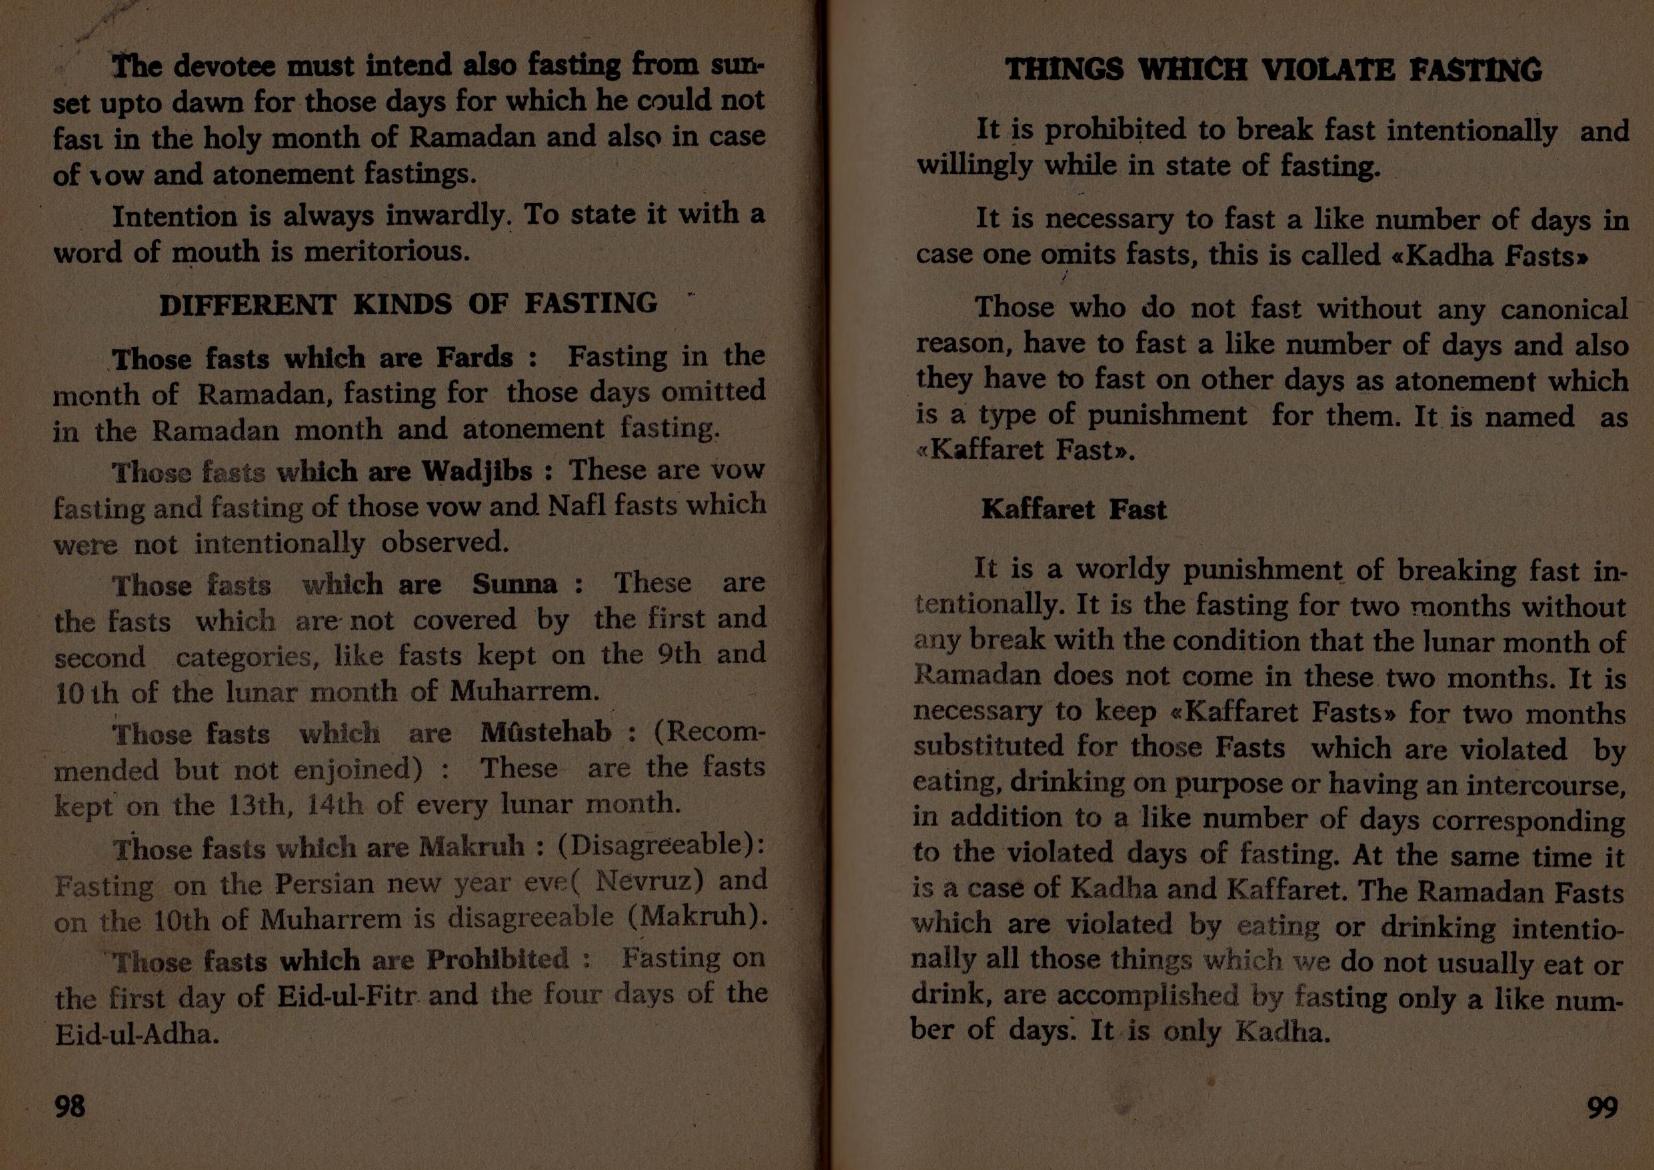 The devotee must intend also fasting from sun-
set upto dawn for those days for which he could not
fast in the holy month of Ramadan and also in case
of vow and atonement fastings.
Intention is always inwardly. To state it with a
word of mouth is meritorious.
DIFFERENT KINDS OF FASTING
Those fasts which are Fards : Fasting in the
month of Ramadan, fasting for those days omitted
in the Ramadan month and atonement fasting.
Those fasts which are Wadjibs : These are vow
fasting and fasting of those vow and Nafl fasts which
were not intentionally observed.
Those fasts which are Sunna : These are
the fasts which are not covered by the first and
second categories, like fasts kept on the 9th and
10th of the lunar month of Muharrem.
Those fasts which are Mûstehab : (Recom-
mended but not enjoined) : These are the fasts
kept on the 13th, 14th of every lunar month.
Those fasts which are Makruh : (Disagreeable):
Fasting on the Persian new year eve( Nevruz) and
on the 10th of Muharrem is disagreeable (Makruh).
Those fasts which are Prohibited : Fasting on
the first day of Eid-ul-Fitr and the four days of the
Eid-ul-Adha.
98
THINGS WHICH VIOLATE FASTING
It is prohibited to break fast intentionally and
willingly while in state of fasting.
It is necessary to fast a like number of days in
case one omits fasts, this is called «Kadha Fasts»
Those who do not fast without any canonical
reason, have to fast a like number of days and also
they have to fast on other days as atonement which
is a type of punishment for them. It is named as
«Kaffaret Fast».
Kaffaret Fast
It is a worldy punishment of breaking fast in-
tentionally. It is the fasting for two months without
any break with the condition that the lunar month of
Ramadan does not come in these two months. It is
necessary to keep «Kaffaret Fasts» for two months
substituted for those Fasts which are violated by
eating, drinking on purpose or having an intercourse,
in addition to a like number of days corresponding
to the violated days of fasting. At the same time it
is a case of Kadha and Kaffaret. The Ramadan Fasts
which are violated by eating or drinking intentio-
nally all those things which we do not usually eat or
drink, are accomplished by fasting only a like num-
ber of days. It is only Kadha.
99